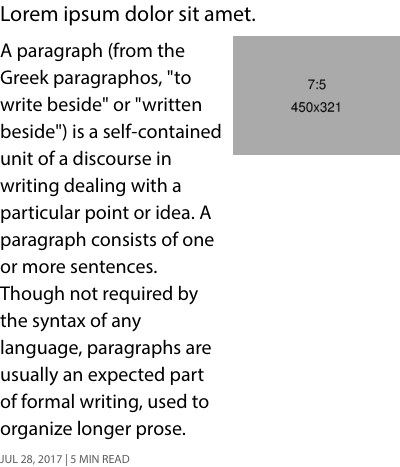 Lorem ipsum dolor sit amet.
A paragraph (from the
Greek paragraphos, "to
write beside" or "written
beside") is a self-contained
unit of a discourse in
writing dealing with a
particular point or idea. A
paragraph consists of one
or more sentences.
Though not required by
the syntax of any
language, paragraphs are
usually an expected part
of formal writing, used to
organize longer prose.
7:5
450x321
JUL 28, 2017 | 5 MIN READ